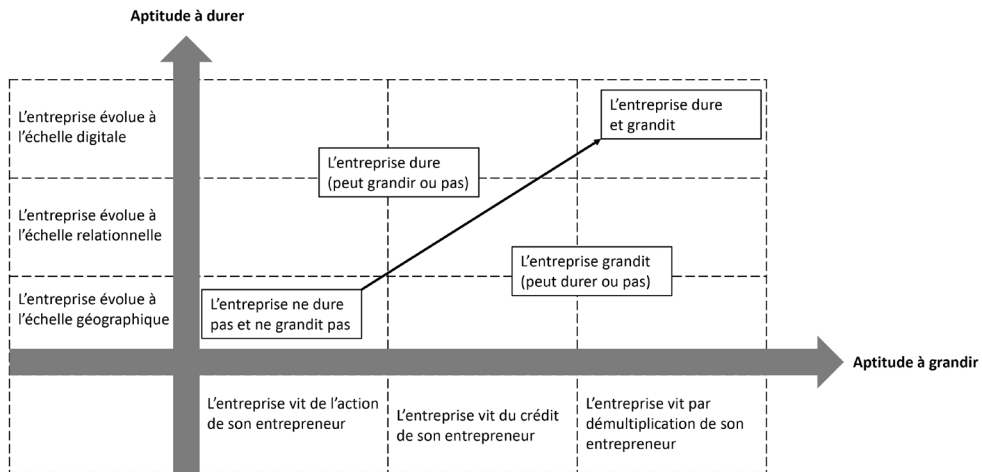 Aptitude à durer
L'entreprise évolue à
l'échelle digitale
L'entreprise dure
et grandit
L'entreprise dure
(peut grandir ou pas)
L'entreprise évolue à
l'échelle relationnelle
L'entreprise grandit
(peut durer ou pas)
L'entreprise évolue à
l'échelle géographique
L'entreprise ne dure
pas et ne grandit pas
Aptitude à grandir
L'entreprise vit de l'action
de son entrepreneur
L'entreprise vit du crédit
de son entrepreneur
L'entreprise vit par
démultiplication de son
entrepreneur